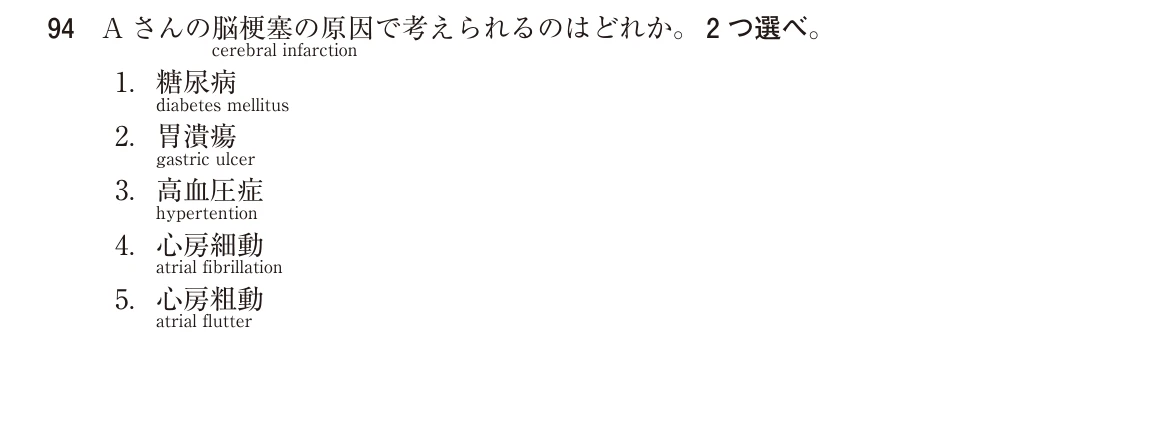 94 Aさんの脳梗塞の原因で考えられるのはどれか。2つ選べ。
cerebral infarction
1. 糖尿病
diabetes mellitus
2. 胃潰瘍
gastric ulcer
3. 高血圧症
hypertention
4. 心房細動
atrial fibrillation
5. 心房粗動
atrial flutter